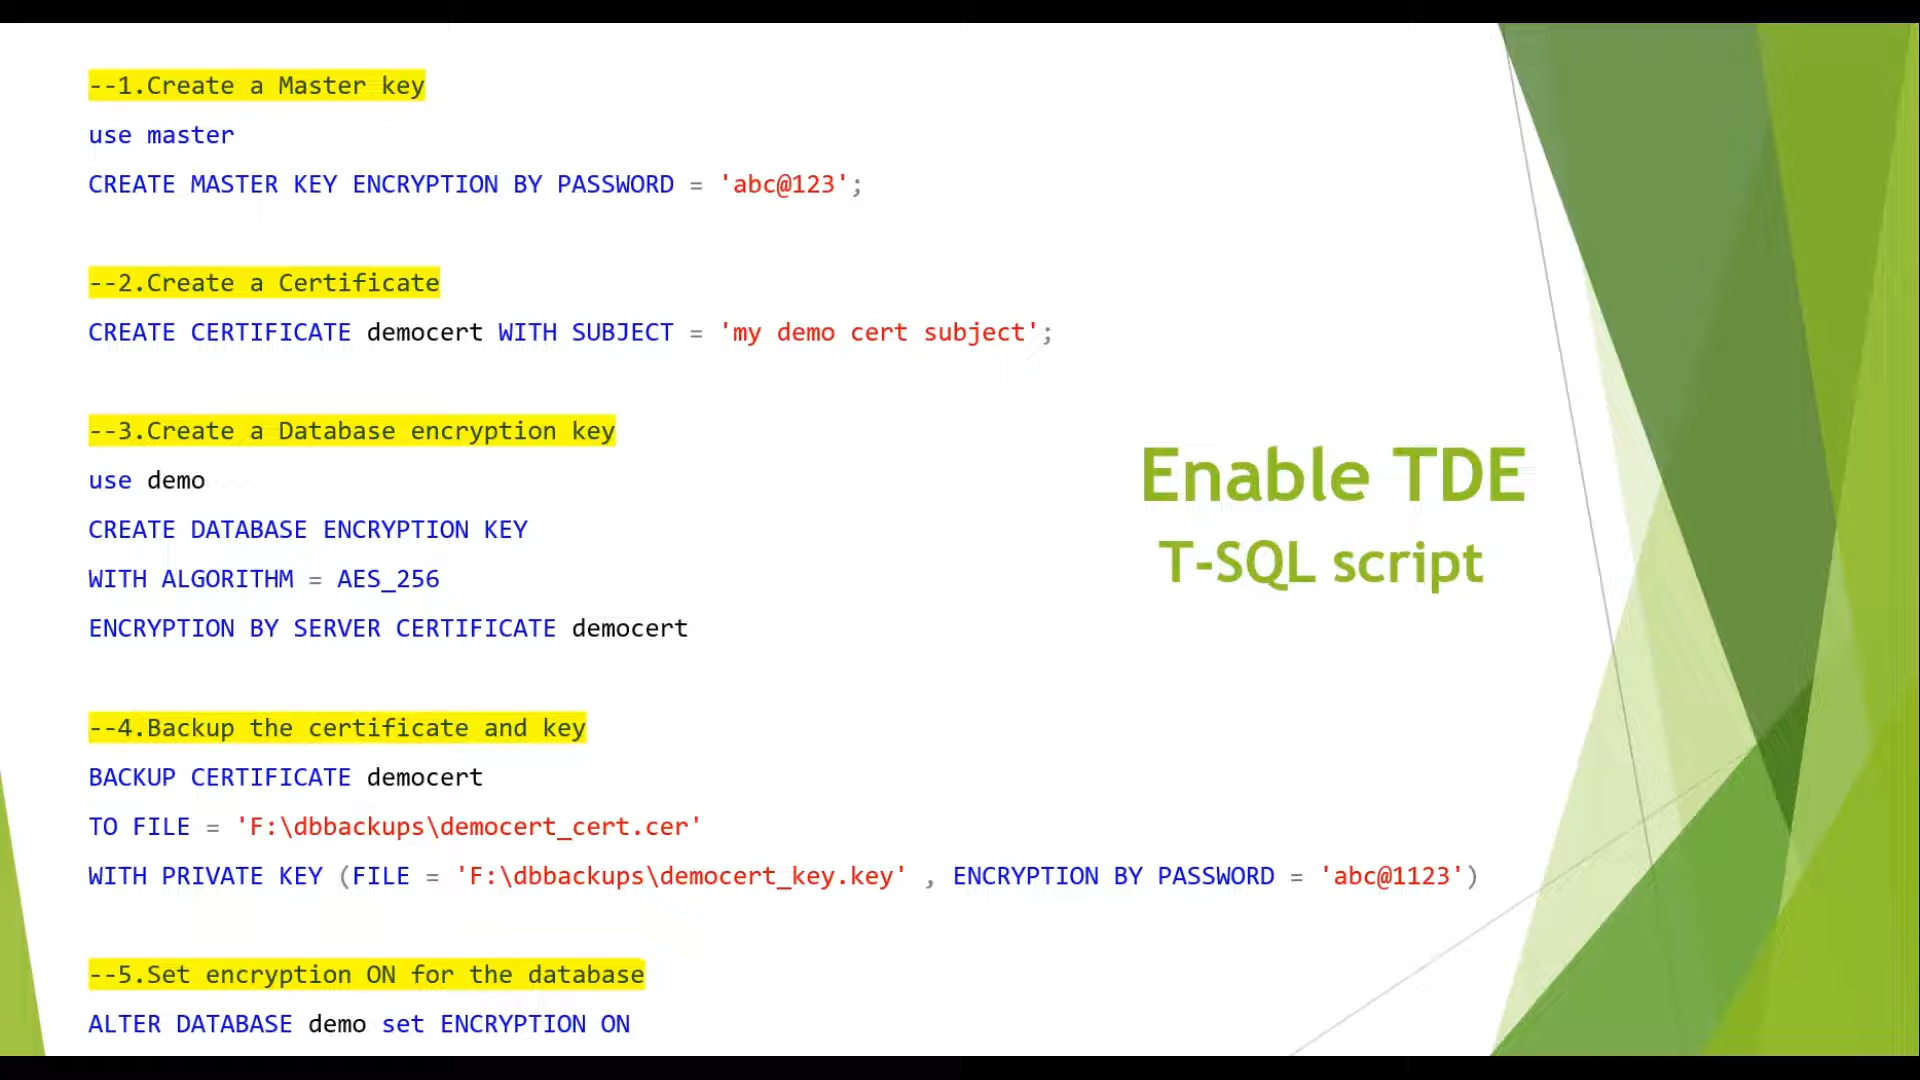 --1.Create a Master key
use master
CREATE MASTER KEY ENCRYPTION BY PASSWORD = 'abc@123';
--2.Create a Certificate
CREATE CERTIFICATE democert WITH SUBJECT = 'my demo cert subject';
--3.Create a Database encryption key
use demo
CREATE DATABASE ENCRYPTION KEY
WITH ALGORITHM = AES_256
ENCRYPTION BY SERVER CERTIFICATE democert
--4.Backup the certificate and key
BACKUP CERTIFICATE democert
TO FILE = 'F:\dbbackups\democert_cert.cer'
WITH PRIVATE KEY (FILE = 'F:\dbbackups\democert_key.key' , ENCRYPTION BY PASSWORD = 'abc@1123')
--5.Set encryption ON for the database
ALTER DATABASE demo set ENCRYPTION ON
Enable TDE
T-SQL script